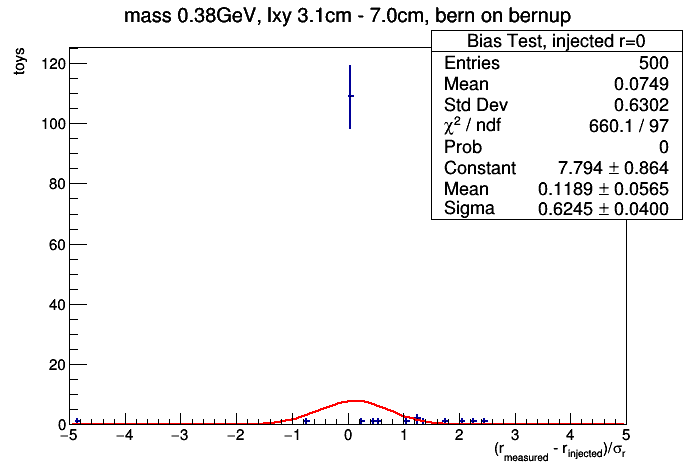 mass 0.38GeV, lxy 3.1cm - 7.0cm, bern on bernup
toys
Bias Test, injected r=0
Entries 500
Mean 0.0749
Std Dev 0.6302
χ² / ndf 660.1 / 97
Prob 0
Constant 7.794 ± 0.864
Mean 0.1189 ± 0.0565
Sigma 0.6245 ± 0.0400
120
100
80
60
40
20
0
−5 −4 −3 −2 −1 0 1 2 3 4 5
(r_measured - r_injected)/σ_r